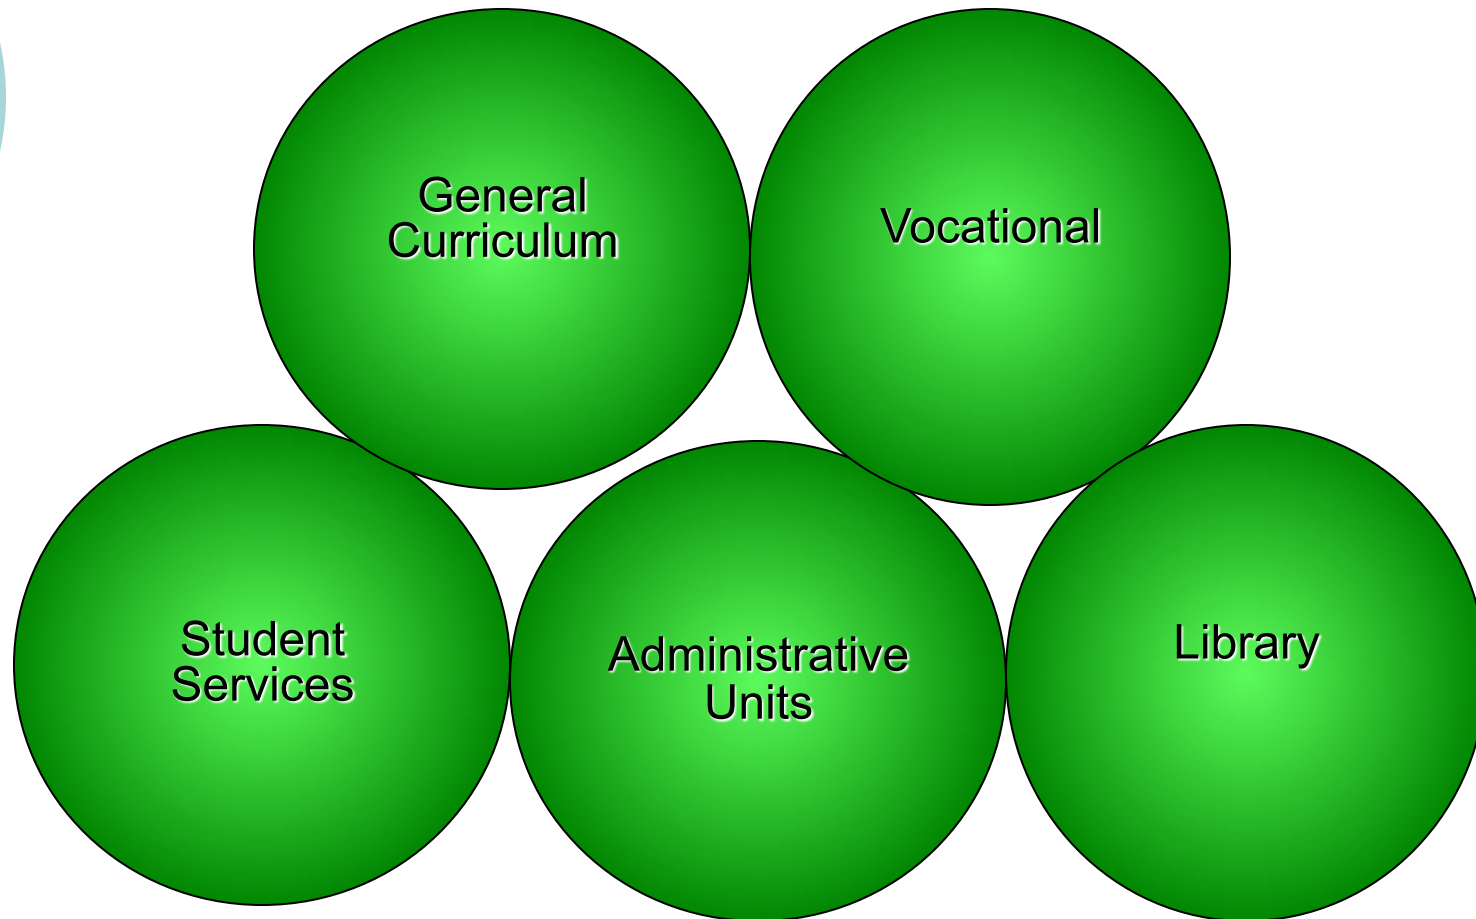 General
Curriculum
Vocational
Student
Services
Administrative
Units
Library